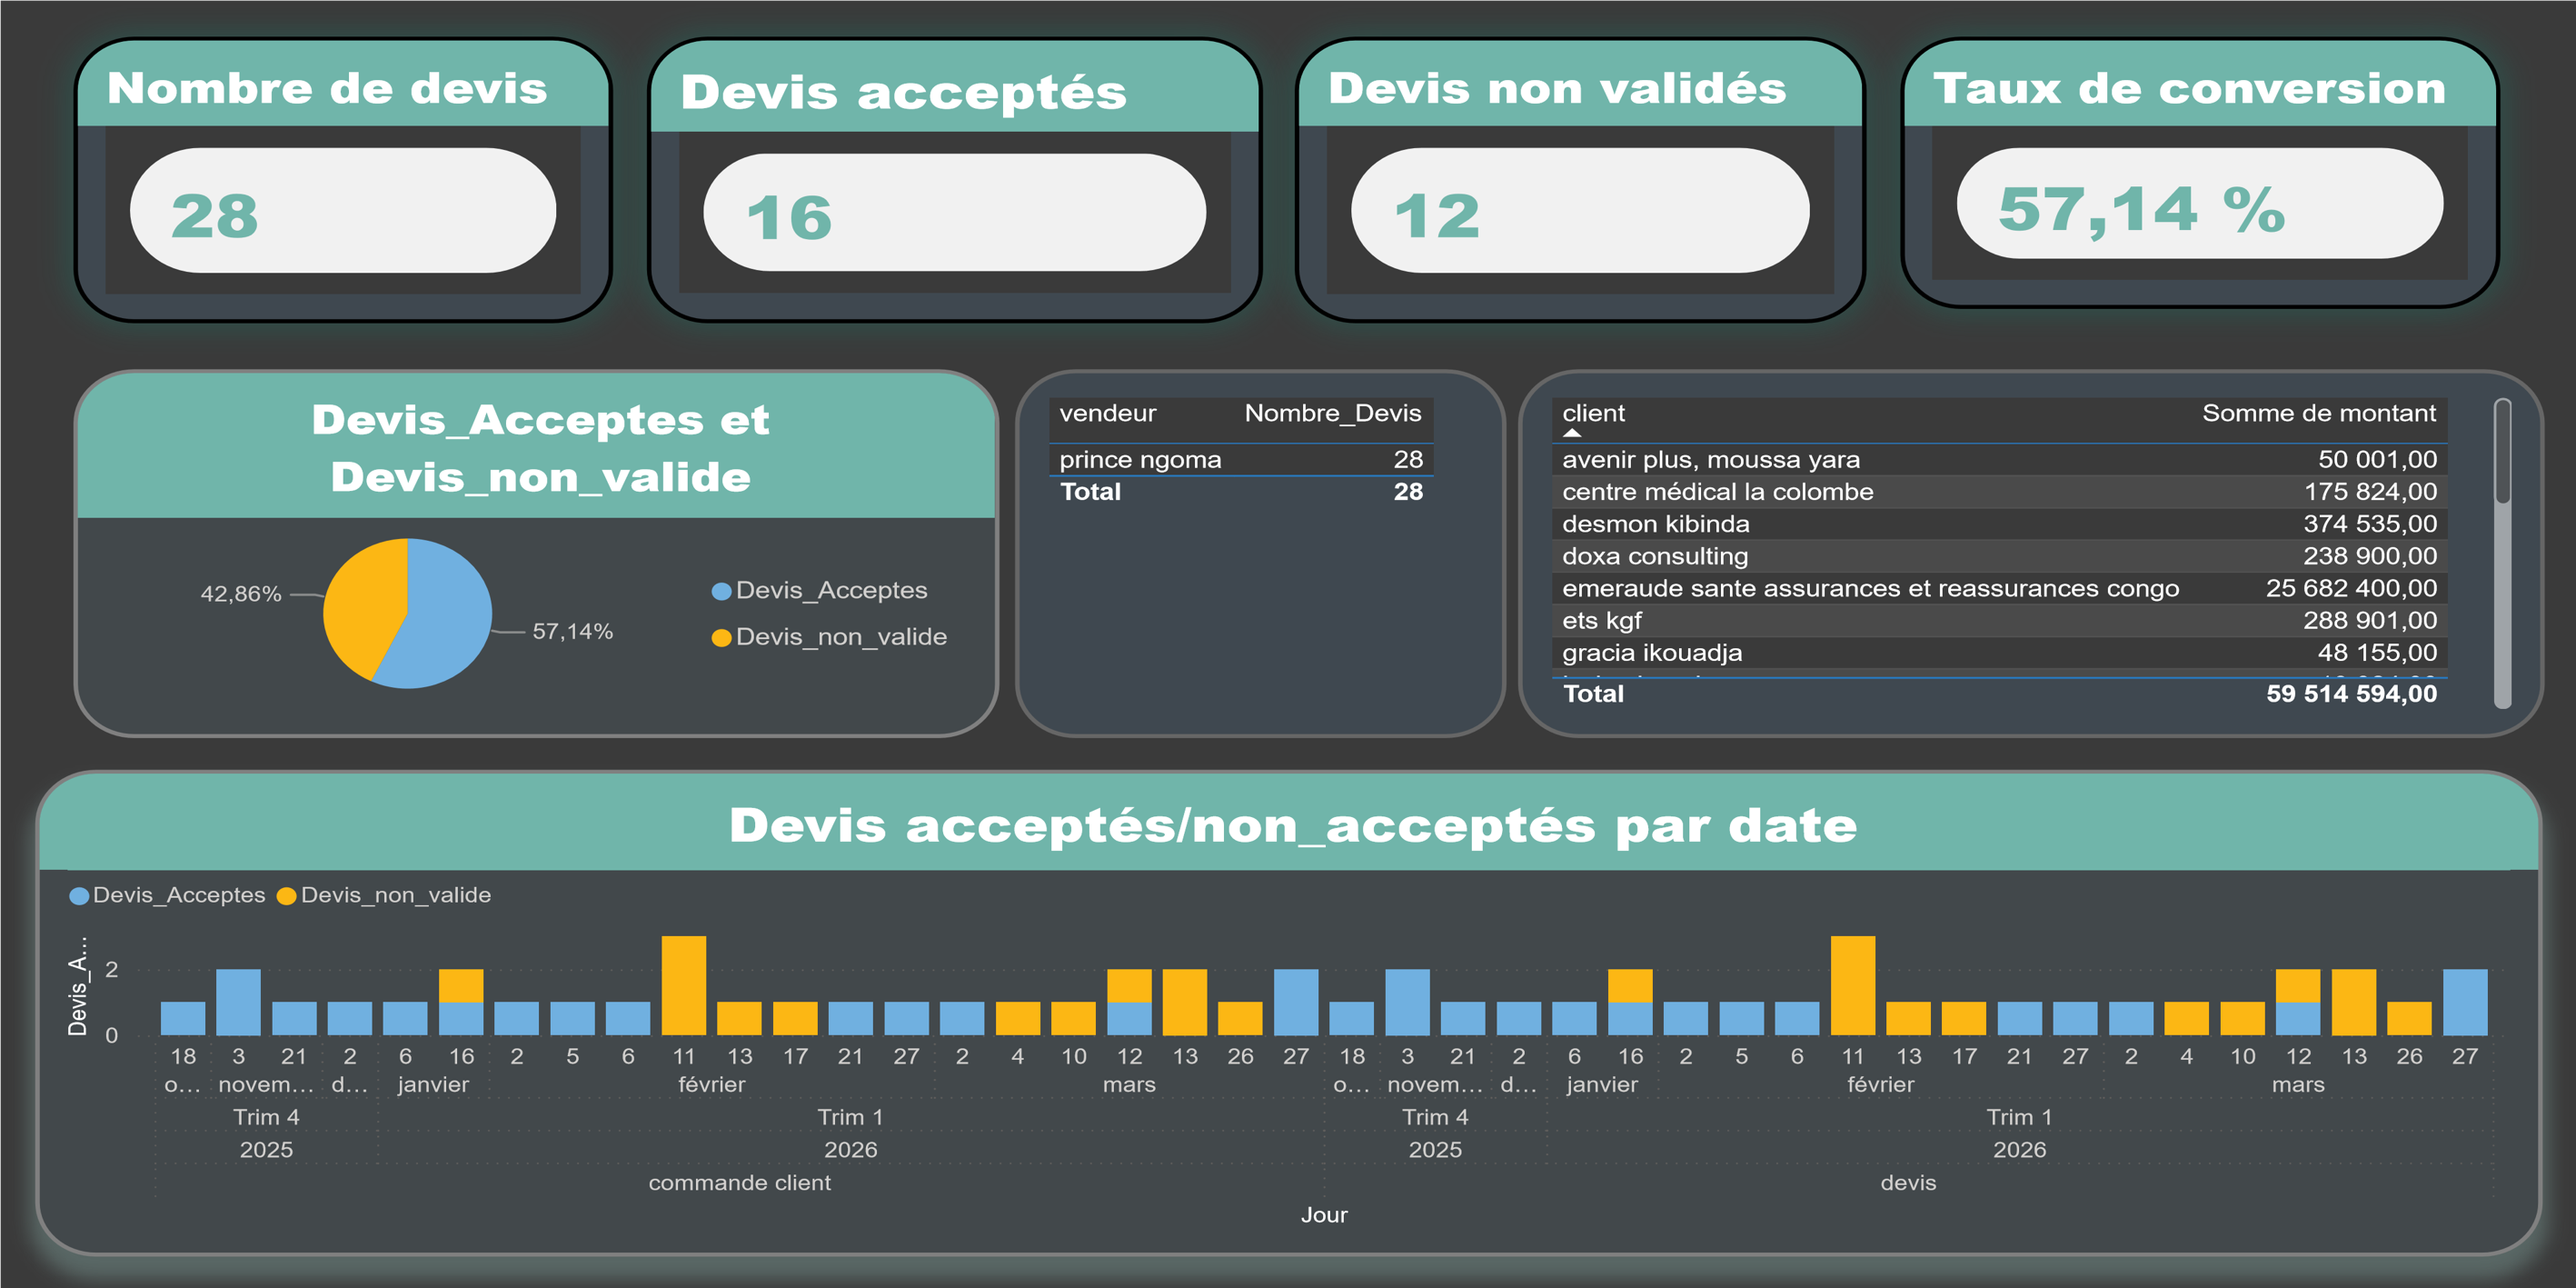 Nombre de devis
28
Devis acceptés
16
Devis non validés
12
Taux de conversion
57,14 %
Devis_Acceptes et
Devis_non_valide
42,86%
57,14%
Devis_Acceptes
Devis_non_valide
vendeur Nombre_Devis
prince ngoma 28
Total 28
client Somme de montant
avenir plus, moussa yara 50 001,00
centre médical la colombe 175 824,00
desmon kibinda 374 535,00
doxa consulting 238 900,00
emeraude sante assurances et reassurances congo 25 682 400,00
ets kgf 288 901,00
gracia ikouadja 48 155,00
Total 59 514 594,00
Devis acceptés/non_acceptés par date
Devis_Acceptes Devis_non_valide
Devis_A...
2
0
18 3 21 2 6 16 2 5 6 11 13 17 21 27 2 4 10 12 13 26 27 18 3 21 2 6 16 2 5 6 11 13 17 21 27 2 4 10 12 13 26 27
o... novem... d... janvier février mars o... novem... d... janvier février mars
Trim 4 Trim 1 Trim 4 Trim 1
2025 2026 2025 2026
commande client devis
Jour